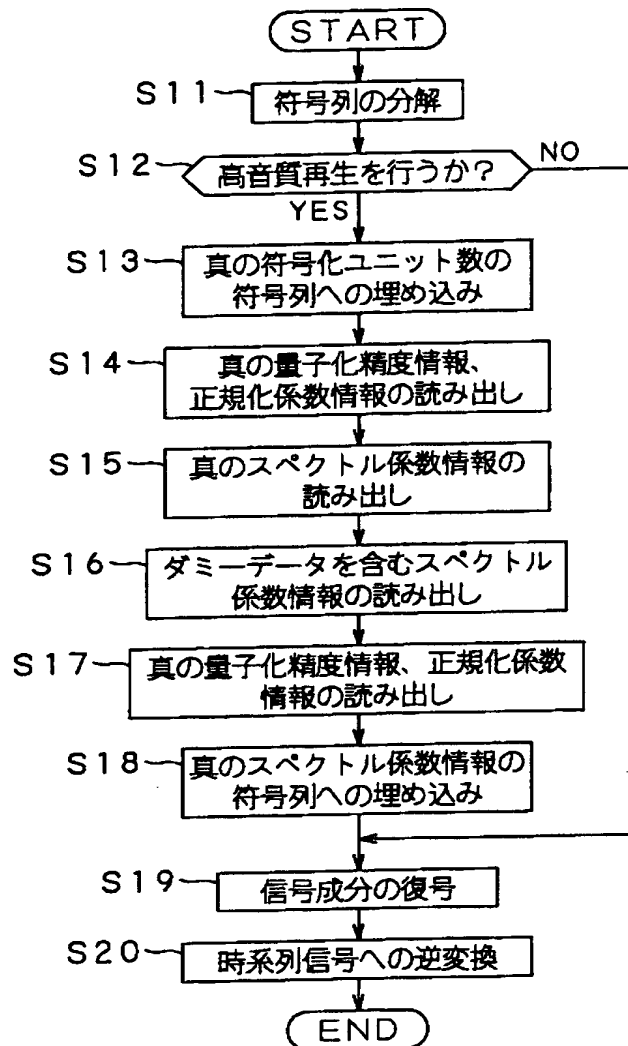 START
S11
符号列の分解
S12
高音質再生を行うか?
NO
YES
S13
真の符号化ユニット数の
符号列への埋め込み
S14
真の量子化精度情報、
正規化係数情報の読み出し
S15
真のスペクトル係数情報の
読み出し
S16
ダミーデータを含むスペクトル
係数情報の読み出し
S17
真の量子化精度情報、正規化係数
情報の読み出し
S18
真のスペクトル係数情報の
符号列への埋め込み
S19
信号成分の復号
S20
時系列信号への逆変換
END